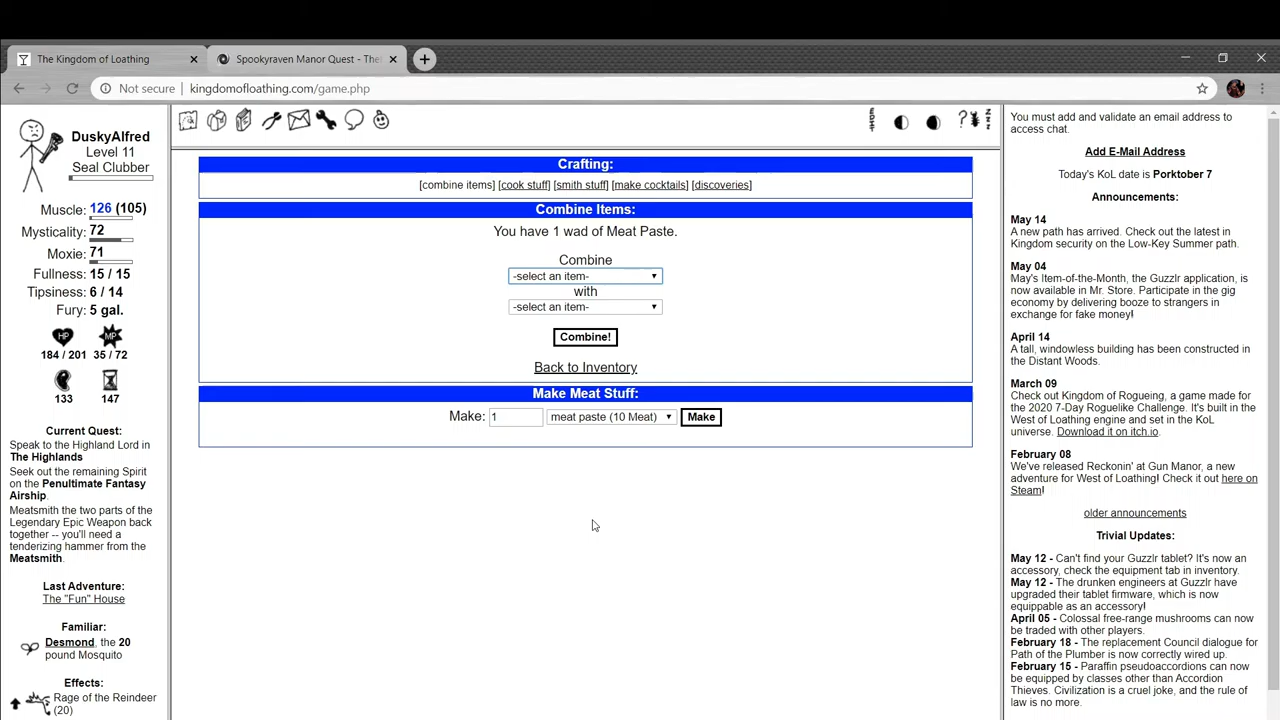 The Kingdom of Loathing
Spookyraven Manor Quest - The
Not secure
kingdomofloathing.com/game.php
DuskyAlfred
Level 11
Seal Clubber
Muscle: 126 (105)
Mysticality: 72
Moxie: 71
Fullness: 15 / 15
Tipsiness: 6 / 14
Fury: 5 gal.
HP
MP
184 / 201
35 / 72
133
147
Current Quest:
Speak to the Highland Lord in
The Highlands
Seek out the remaining Spirit
on the Penultimate Fantasy
Airship.
Meatsmith the two parts of the
Legendary Epic Weapon back
together -- you'll need a
tenderizing hammer from the
Meatsmith.
Last Adventure:
The "Fun" House
Familiar:
Desmond, the 20
pound Mosquito
Effects:
Rage of the Reindeer
(20)
Crafting:
[combine items] [cook stuff] [smith stuff] [make cocktails] [discoveries]
Combine Items:
You have 1 wad of Meat Paste.
Combine
-select an item-
with
-select an item-
Combine!
Back to Inventory
Make Meat Stuff:
Make: 1 meat paste (10 Meat) Make
You must add and validate an email address to
access chat.
Add E-Mail Address
Today's KoL date is Porktober 7
Announcements:
May 14
A new path has arrived. Check out the latest in
Kingdom security on the Low-Key Summer path.
May 04
May's Item-of-the-Month, the Guzzlr application, is
now available in Mr. Store. Participate in the gig
economy by delivering booze to strangers in
exchange for fake money!
April 14
A tall, windowless building has been constructed in
the Distant Woods.
March 09
Check out Kingdom of Rogueing, a game made for
the 2020 7-Day Roguelike Challenge. It's built in the
West of Loathing engine and set in the KoL
universe. Download it on itch.io.
February 08
We've released Reckonin' at Gun Manor, a new
adventure for West of Loathing! Check it out here on
Steam!
older announcements
Trivial Updates:
May 12 - Can't find your Guzzlr tablet? It's now an
accessory, check the equipment tab in inventory.
May 12 - The drunken engineers at Guzzlr have
upgraded their tablet firmware, which is now
equippable as an accessory!
April 05 - Colossal free-range mushrooms can now
be traded with other players.
February 18 - The replacement Council dialogue for
Path of the Plumber is now correctly wired up.
February 15 - Paraffin pseudoaccordions can now
be equipped by classes other than Accordion
Thieves. Civilization is a cruel joke, and the rule of
law is no more.